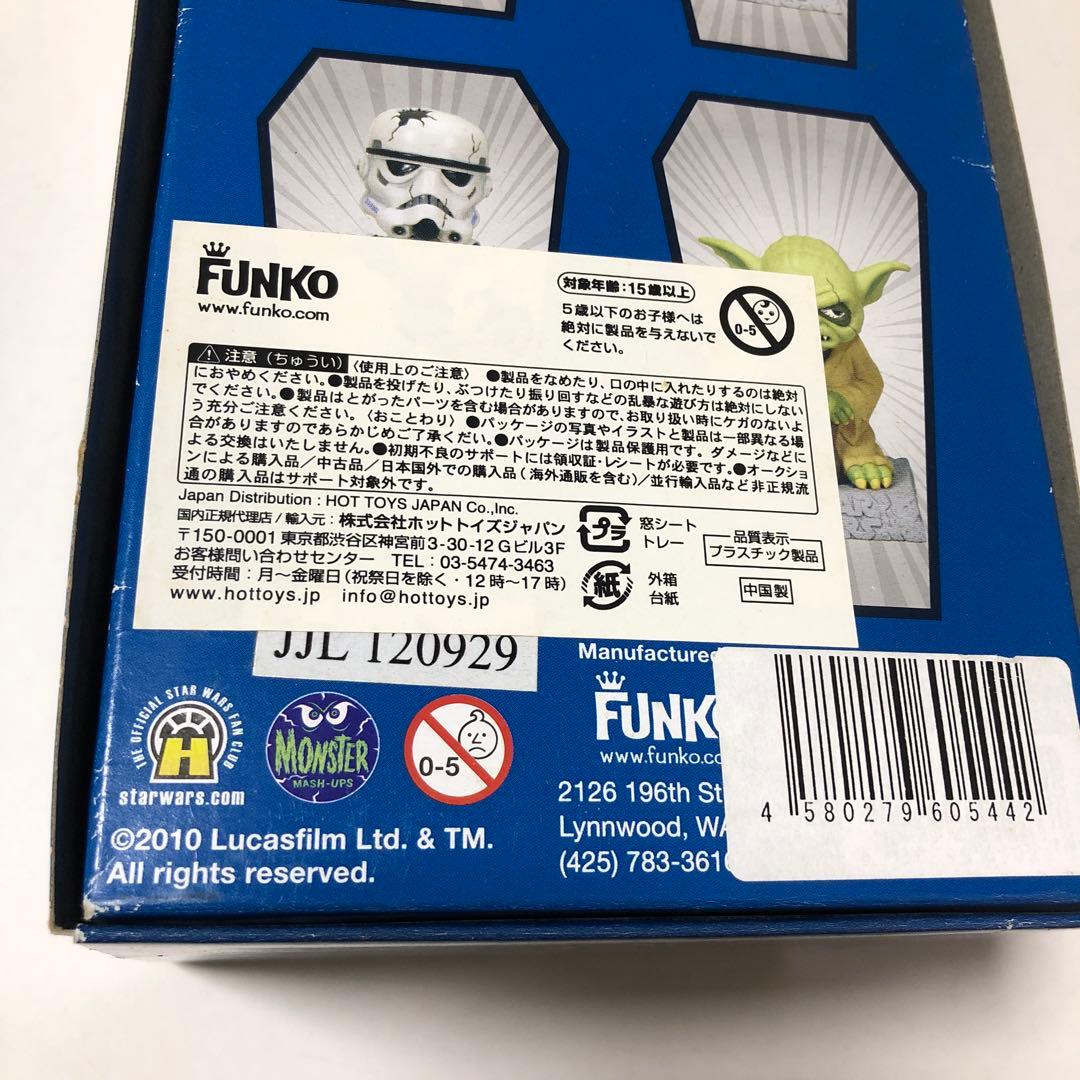 FUNKO
www.funko.com
対象年齢:15歳以上
5歳以下のお子様へは
絶対に製品を与えないで
ください。
0-5
注意(ちゅうい)〈使用上のご注意〉 ●製品をなめたり、口の中に入れたりするのは絶対
におやめください。●製品を投げたり、ぶつけたり振り回すなどの乱暴な遊び方は絶対にしない
でください。●製品はとがったパーツを含む場合がありますので、お取り扱い時にケガのないよ
う充分ご注意ください。〈おことわり〉 ●パッケージの写真やイラストと製品は一部異なる場
合がありますのであらかじめご了承ください。●パッケージは製品保護用です。ダメージなどに
よる交換はいたしません。●初期不良のサポートには領収証・レシートが必要です。●オークショ
ンによる購入品/中古品/日本国外での購入品(海外通販を含む)/並行輸入品など非正規流
通の購入品はサポート対象外です。
Japan Distribution : HOT TOYS JAPAN Co.,Inc.
国内正規代理店/輸入元:株式会社ホットトイズジャパン
〒150-0001 東京都渋谷区神宮前3-30-12 Gビル3F
お客様問い合わせセンター TEL:03-5474-3463
受付時間:月〜金曜日(祝祭日を除く・12時〜17時)
www.hottoys.jp info@hottoys.jp
プラ
窓シート
トレー
紙
外箱
台紙
品質表示
プラスチック製品
中国製
JJL 120929
THE OFFICIAL STAR WARS FAN CLUB
H
starwars.com
MONSTER
MASH-UPS
0-5
©2010 Lucasfilm Ltd. & TM.
All rights reserved.
Manufactured
FUNK
www.funko.co
2126 196th St
Lynnwood, WA
(425) 783-3610
4 580279 605442